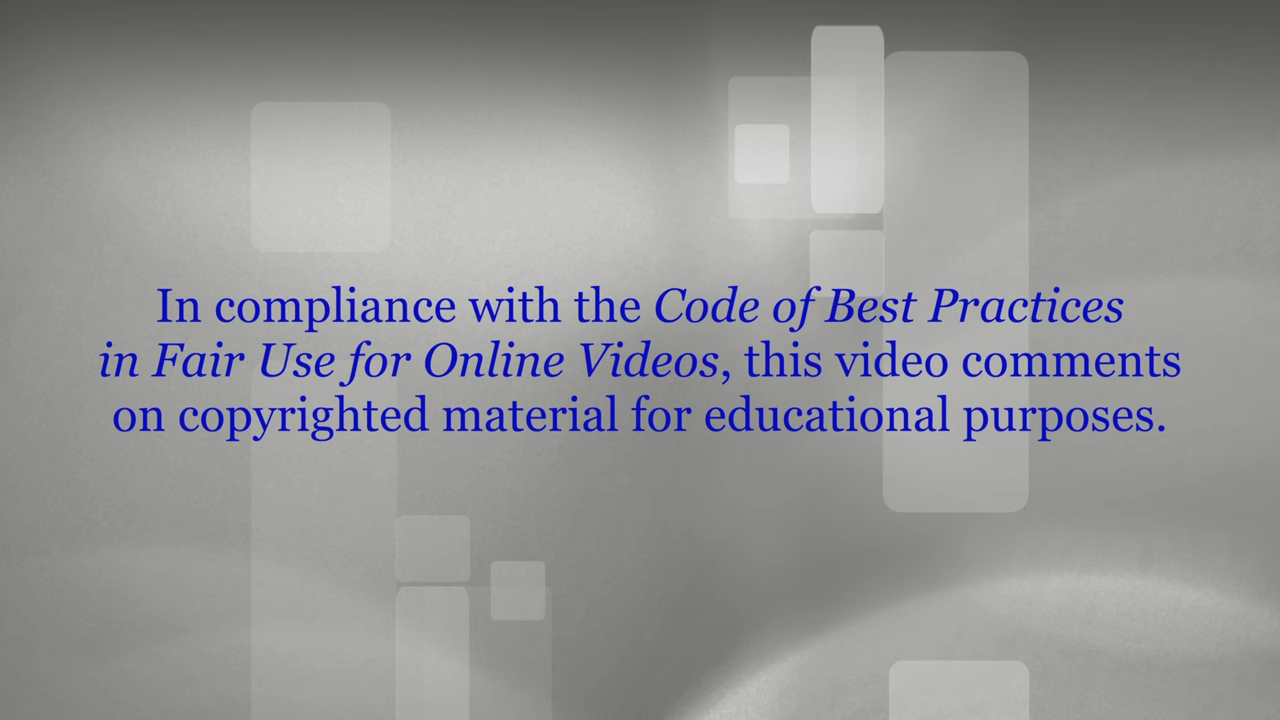 In compliance with the Code of Best Practices
in Fair Use for Online Videos, this video comments
on copyrighted material for educational purposes.